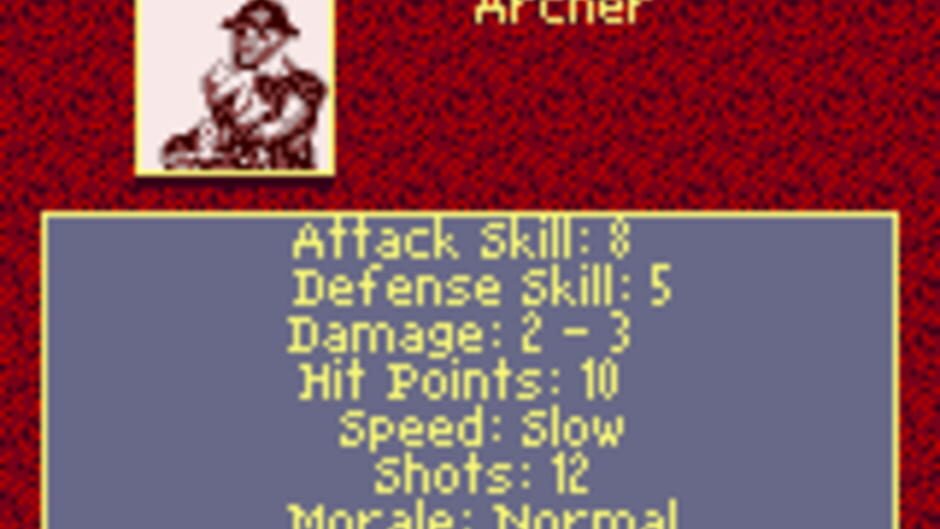 Archer
Attack Skill: 8
Defense Skill: 5
Damage: 2 - 3
Hit Points: 10
Speed: Slow
Shots: 12
Morale: Normal